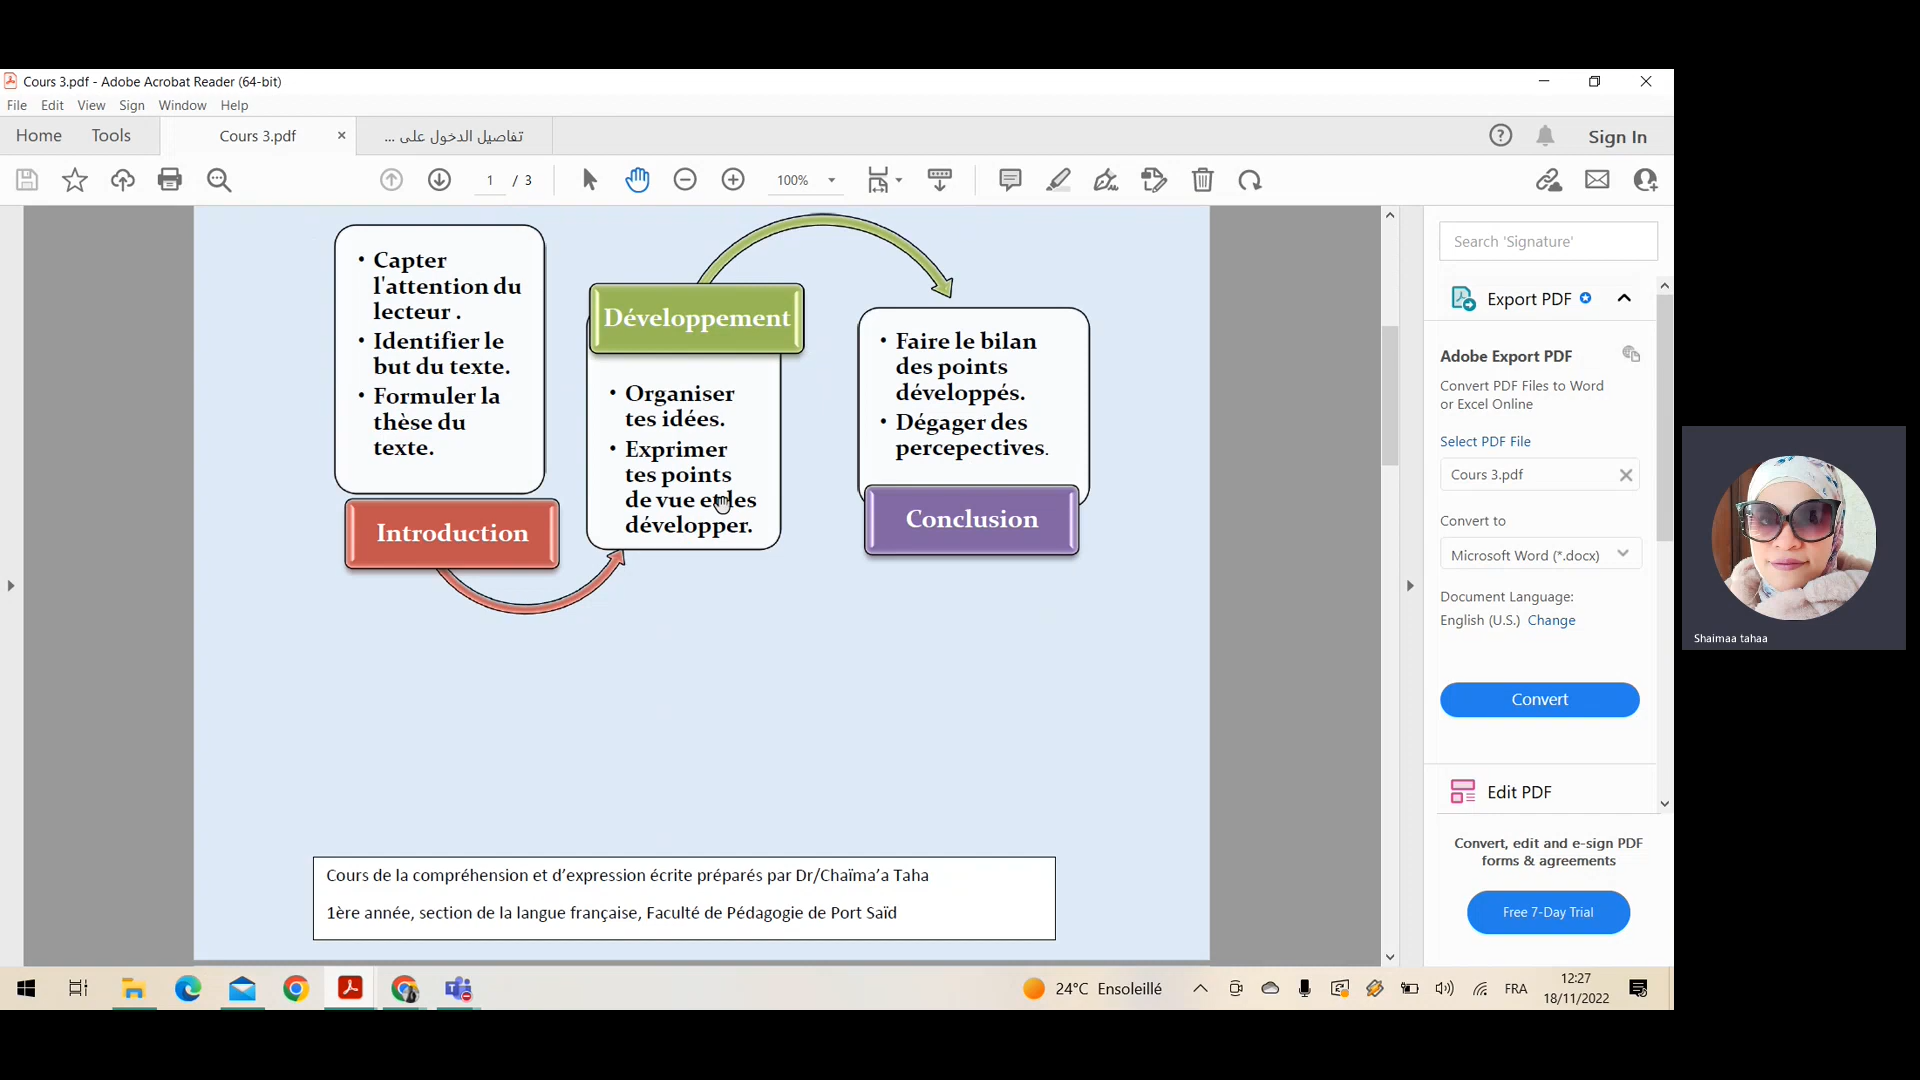 Cours 3.pdf - Adobe Acrobat Reader (64-bit)
File Edit View Sign Window Help
Home Tools Cours 3.pdf × تفاصيل الدخول على ... Sign In
1 / 3 100%
• Capter
l'attention du
lecteur .
• Identifier le
but du texte.
• Formuler la
thèse du
texte.
Introduction
Développement
• Organiser
tes idées.
• Exprimer
tes points
de vue et les
développer.
• Faire le bilan
des points
développés.
• Dégager des
percepectives.
Conclusion
Cours de la compréhension et d’expression écrite préparés par Dr/Chaïma’a Taha
1ère année, section de la langue française, Faculté de Pédagogie de Port Saïd
Search 'Signature'
Export PDF
Adobe Export PDF
Convert PDF Files to Word
or Excel Online
Select PDF File
Cours 3.pdf
Convert to
Microsoft Word (*.docx)
Document Language:
English (U.S.) Change
Convert
Edit PDF
Convert, edit and e-sign PDF
forms & agreements
Free 7-Day Trial
Shaimaa tahaa
24°C Ensoleillé FRA 12:27
18/11/2022